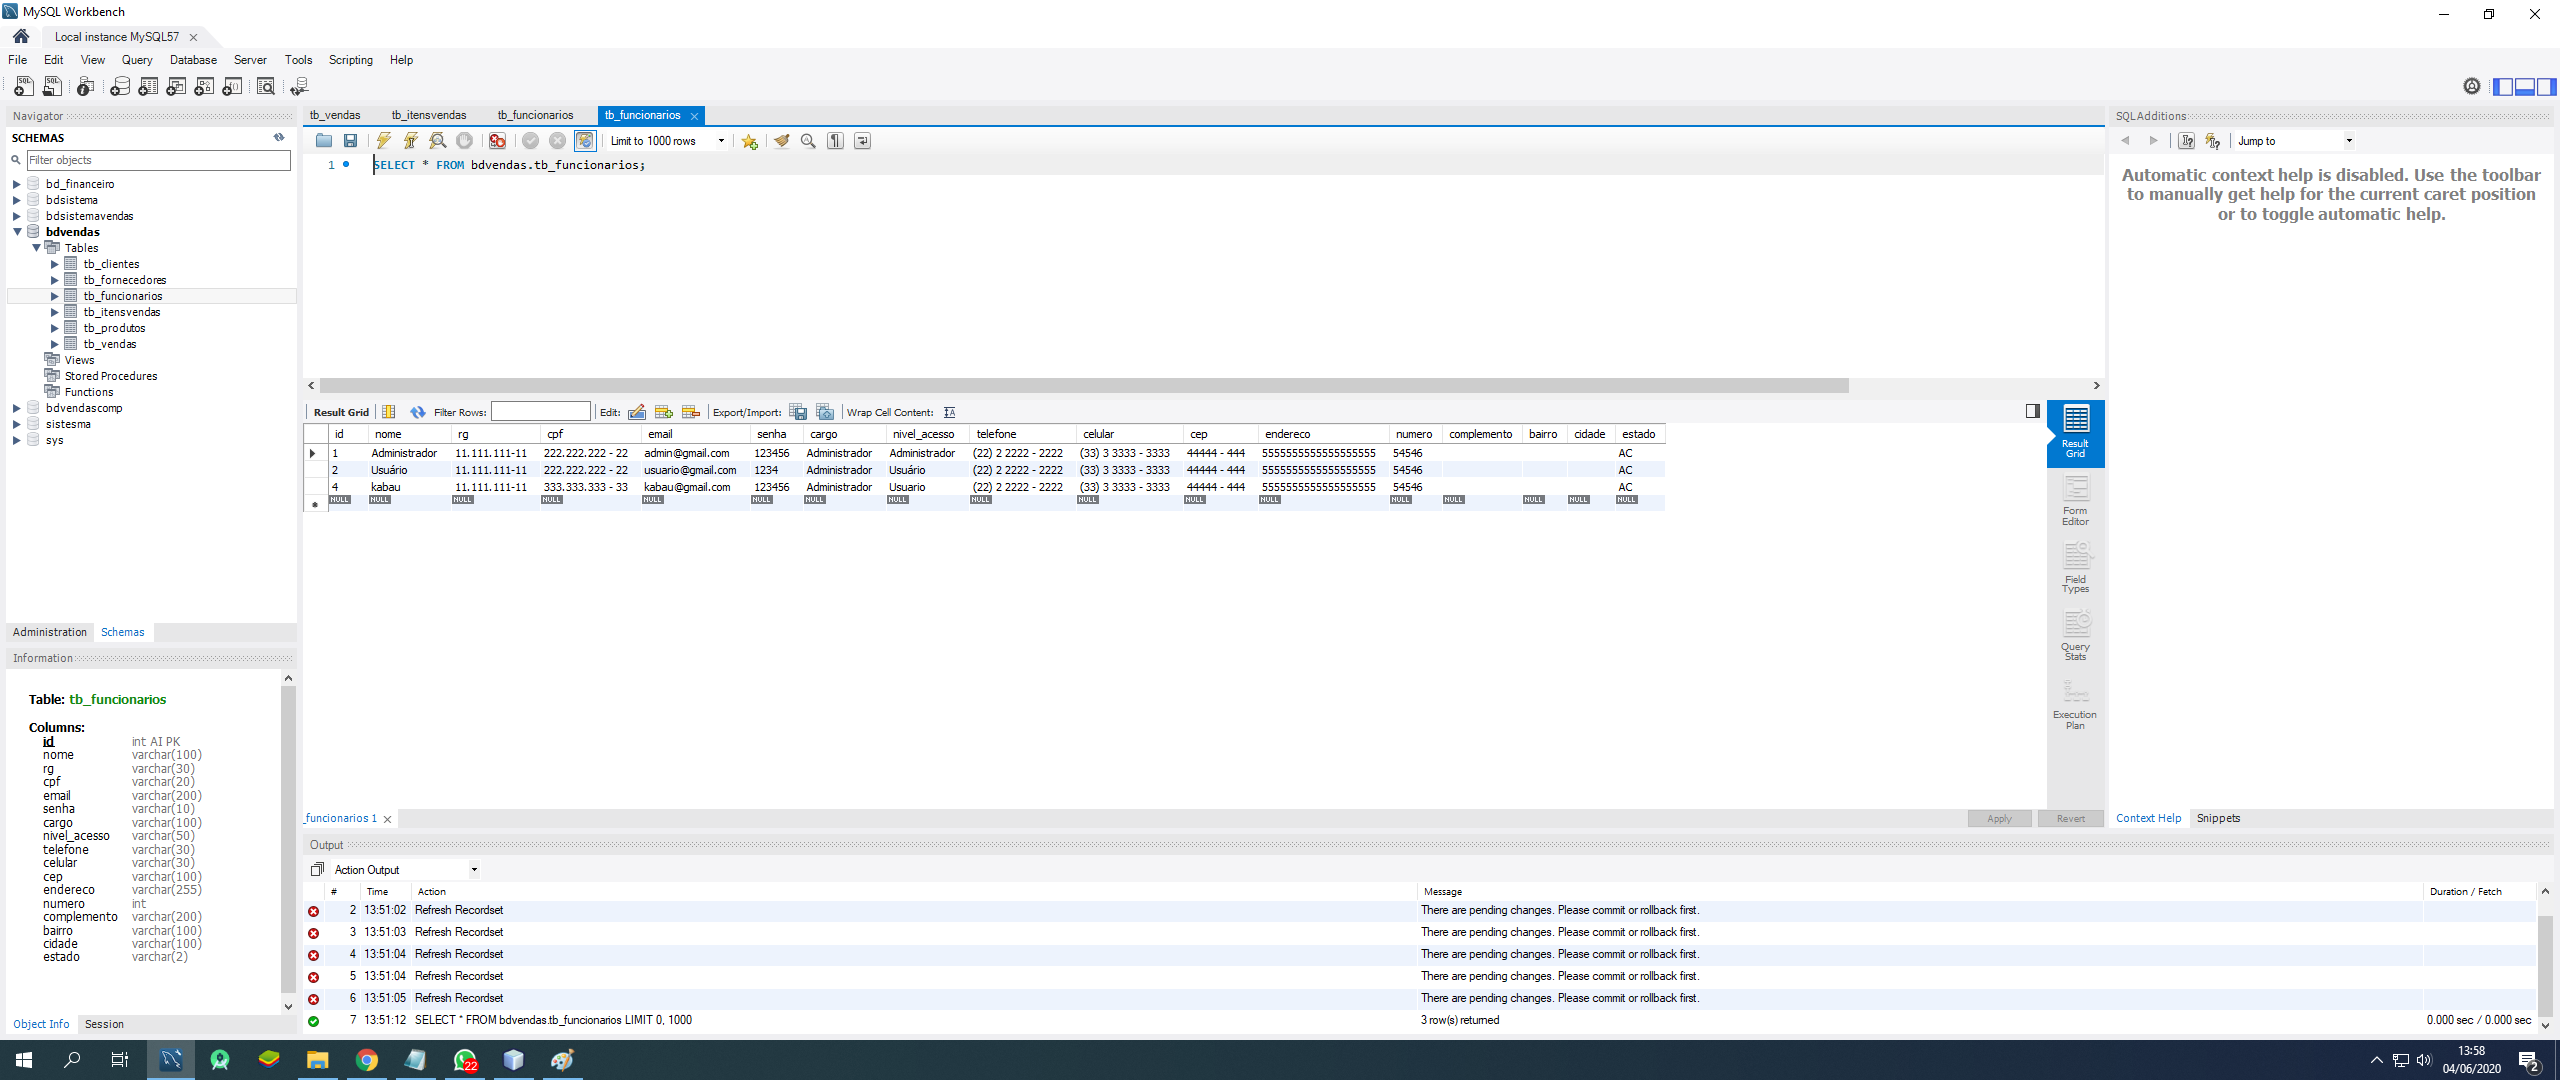 MySQL Workbench
Local instance MySQL57
File Edit View Query Database Server Tools Scripting Help
Navigator
SCHEMAS
Filter objects
bd_financeiro
bdsistema
bdsistemavendas
bdvendas
Tables
tb_clientes
tb_fornecedores
tb_funcionarios
tb_itensvendas
tb_produtos
tb_vendas
Views
Stored Procedures
Functions
bdvendascomp
sistesma
sys
Administration Schemas
Information
Table: tb_funcionarios
Columns:
id int AI PK
nome varchar(100)
rg varchar(30)
cpf varchar(20)
email varchar(200)
senha varchar(10)
cargo varchar(100)
nivel_acesso varchar(50)
telefone varchar(30)
celular varchar(30)
cep varchar(100)
endereco varchar(255)
numero int
complemento varchar(200)
bairro varchar(100)
cidade varchar(100)
estado varchar(2)
Object Info Session
tb_vendas tb_itensvendas tb_funcionarios tb_funcionarios
Limit to 1000 rows
1 SELECT * FROM bdvendas.tb_funcionarios;
Result Grid Filter Rows: Edit: Export/Import: Wrap Cell Content:
id nome rg cpf email senha cargo nivel_acesso telefone celular cep endereco numero complemento bairro cidade estado
1 Administrador 11.111.111-11 222.222.222 - 22 admin@gmail.com 123456 Administrador Administrador (22) 2 2222 - 2222 (33) 3 3333 - 3333 44444 - 444 5555555555555555555 54546 AC
2 Usuário 11.111.111-11 222.222.222 - 22 usuario@gmail.com 1234 Administrador Usuário (22) 2 2222 - 2222 (33) 3 3333 - 3333 44444 - 444 5555555555555555555 54546 AC
4 kabau 11.111.111-11 333.333.333 - 33 kabau@gmail.com 123456 Administrador Usuario (22) 2 2222 - 2222 (33) 3 3333 - 3333 44444 - 444 5555555555555555555 54546 AC
NULL NULL NULL NULL NULL NULL NULL NULL NULL NULL NULL NULL NULL NULL NULL NULL NULL
Result Grid
Form Editor
Field Types
Query Stats
Execution Plan
_funcionarios 1
Apply Revert
Output
Action Output
# Time Action Message Duration / Fetch
2 13:51:02 Refresh Recordset There are pending changes. Please commit or rollback first.
3 13:51:03 Refresh Recordset There are pending changes. Please commit or rollback first.
4 13:51:04 Refresh Recordset There are pending changes. Please commit or rollback first.
5 13:51:04 Refresh Recordset There are pending changes. Please commit or rollback first.
6 13:51:05 Refresh Recordset There are pending changes. Please commit or rollback first.
7 13:51:12 SELECT * FROM bdvendas.tb_funcionarios LIMIT 0, 1000 3 row(s) returned 0.000 sec / 0.000 sec
SQLAdditions
Jump to
Automatic context help is disabled. Use the toolbar
to manually get help for the current caret position
or to toggle automatic help.
Context Help Snippets
22
13:58
04/06/2020
2